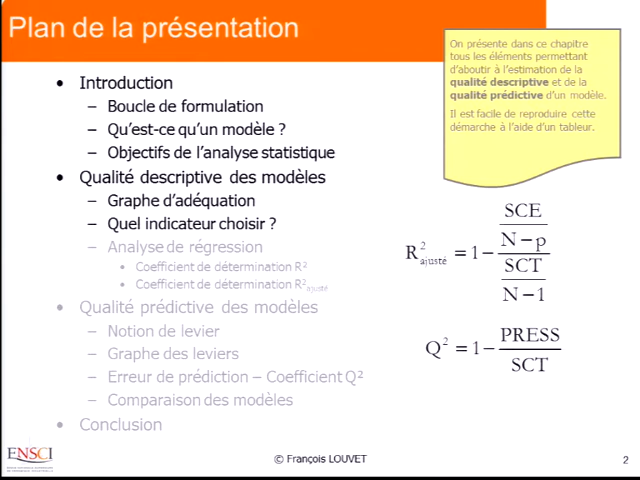 Plan de la présentation
On présente dans ce chapitre
tous les éléments permettant
d'aboutir à l'estimation de la
qualité descriptive et de la
qualité prédictive d'un modèle.
Il est facile de reproduire cette
démarche à l'aide d'un tableur.
• Introduction
– Boucle de formulation
– Qu'est-ce qu'un modèle ?
– Objectifs de l'analyse statistique
• Qualité descriptive des modèles
– Graphe d'adéquation
– Quel indicateur choisir ?
– Analyse de régression
• Coefficient de détermination R²
• Coefficient de détermination R²ajusté
• Qualité prédictive des modèles
– Notion de levier
– Graphe des leviers
– Erreur de prédiction – Coefficient Q²
– Comparaison des modèles
• Conclusion
R²ajusté = 1 − (SCE / (N − p)) / (SCT / (N − 1))
Q² = 1 − PRESS / SCT
ENSCI
© François LOUVET
2